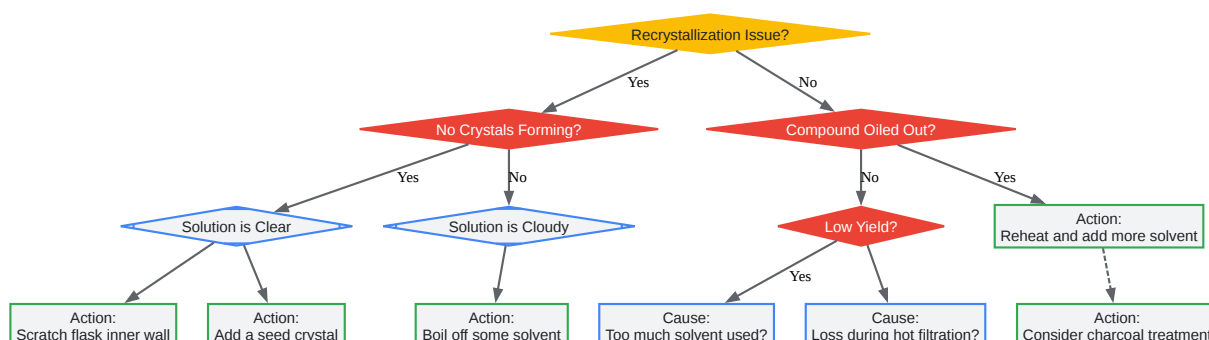 Recrystallization Issue?
Yes
No
No Crystals Forming?
Compound Oiled Out?
Yes
No
No
Yes
Solution is Clear
Solution is Cloudy
Low Yield?
Action:
Reheat and add more solvent
Yes
Action:
Scratch flask inner wall
Action:
Add a seed crystal
Action:
Boil off some solvent
Cause:
Too much solvent used?
Cause:
Loss during hot filtration?
Action:
Consider charcoal treatment